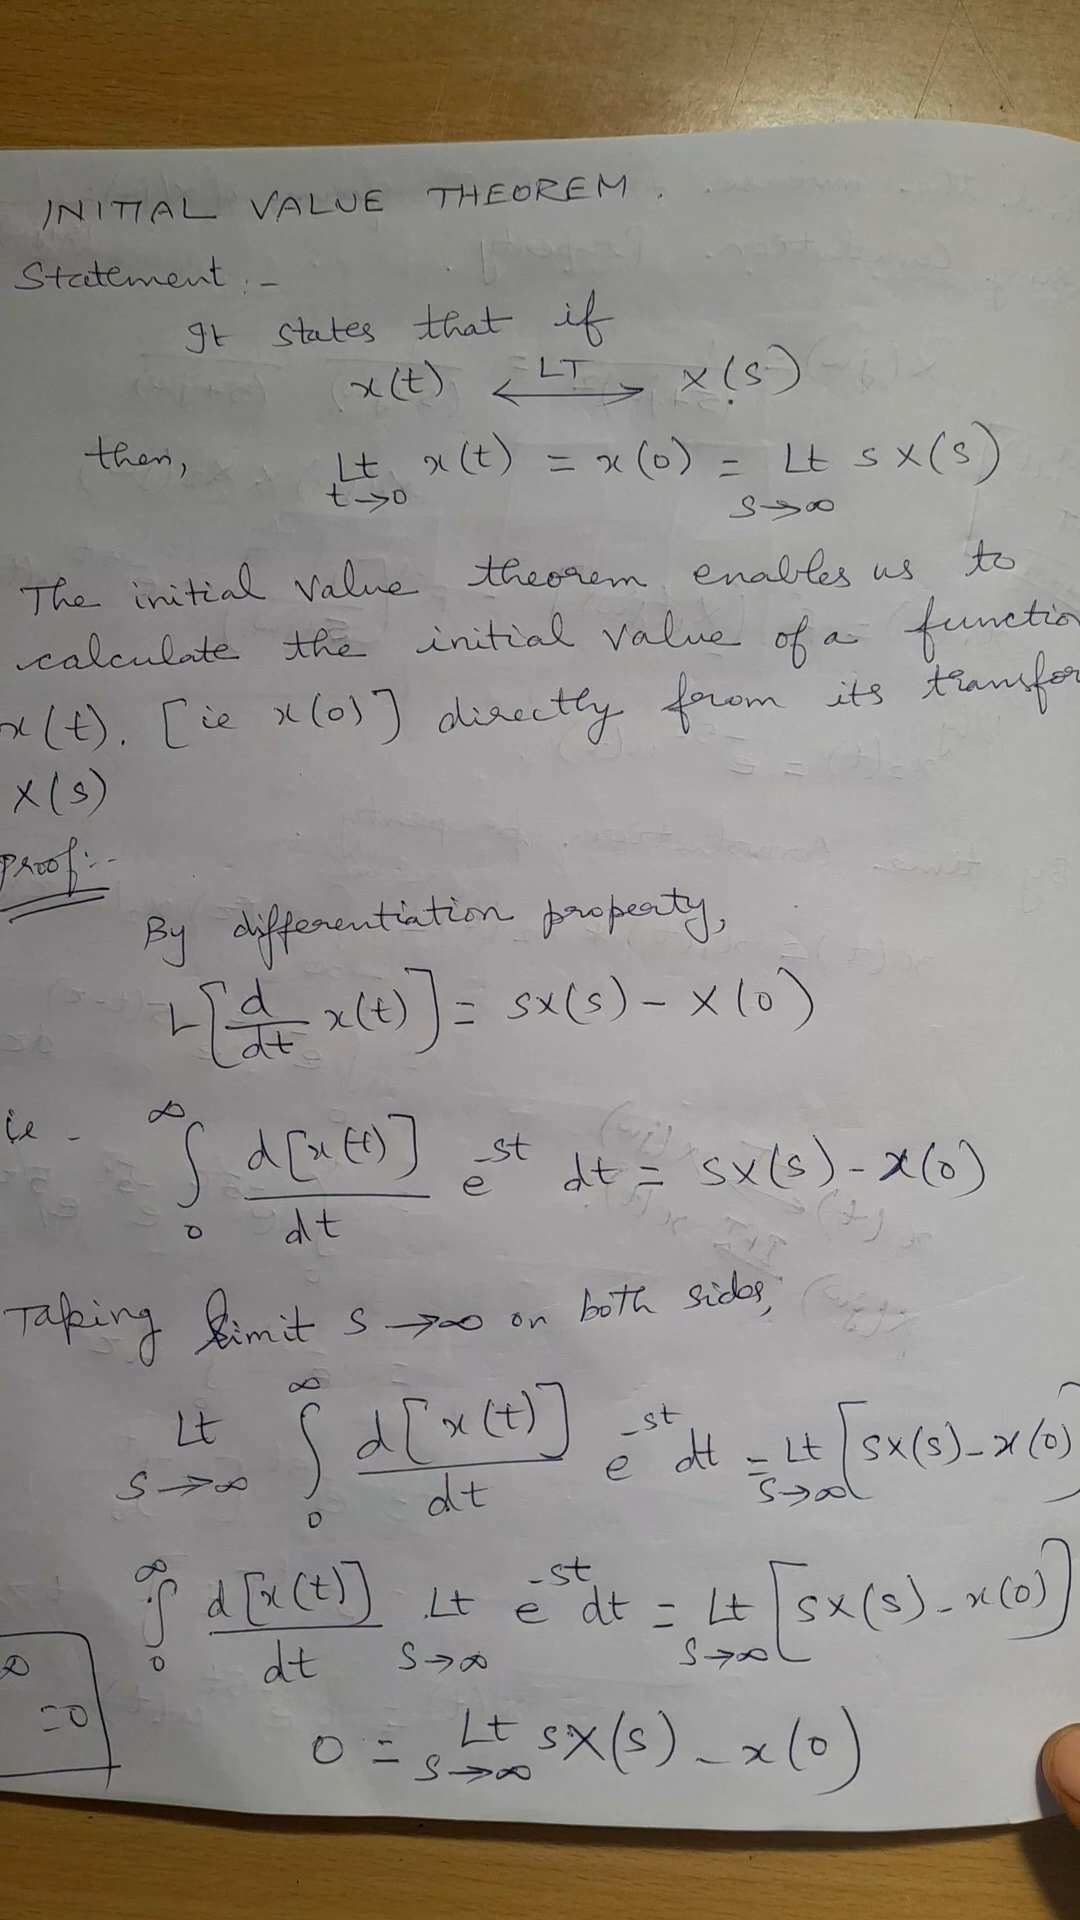 INITIAL VALUE THEOREM.
Statement :-
It states that if
x(t) <--LT--> X(s)
then, Lt t→0 x(t) = x(0) = Lt s→∞ sX(s)
The initial value theorem enables us to
calculate the initial value of a functio
x(t). [ie x(0)] directly from its transfor
X(s)
Proof:-
By differentiation property,
L[d/dt x(t)] = sX(s) - X(0)
ie - ∫₀^∞ d[x(t)]/dt e^-st dt = sX(s) - x(0)
Taking limit s→∞ on both sides,
Lt s→∞ ∫₀^∞ d[x(t)]/dt e^-st dt = Lt s→∞ [sX(s) - x(0)
∫₀^∞ d[x(t)]/dt Lt s→∞ e^-st dt = Lt s→∞ [sX(s) - x(0)]
∞
=0
0 = Lt s→∞ sX(s) - x(0)